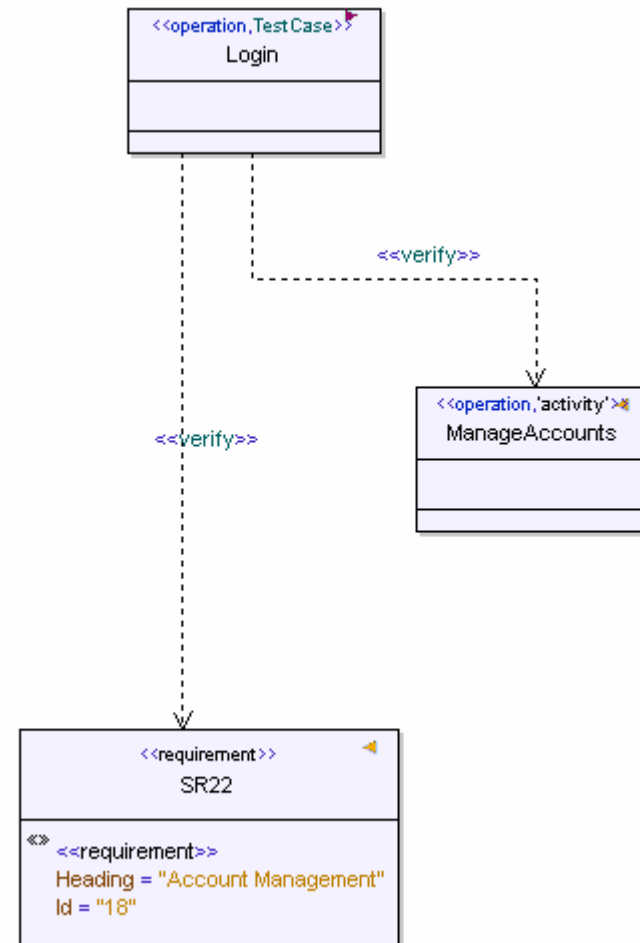 <<operation,TestCase>>
Login
<<verify>>
<<operation,'activity'>>
ManageAccounts
<<verify>>
<<requirement>>
SR22
<<requirement>>
Heading = "Account Management"
Id = "18"